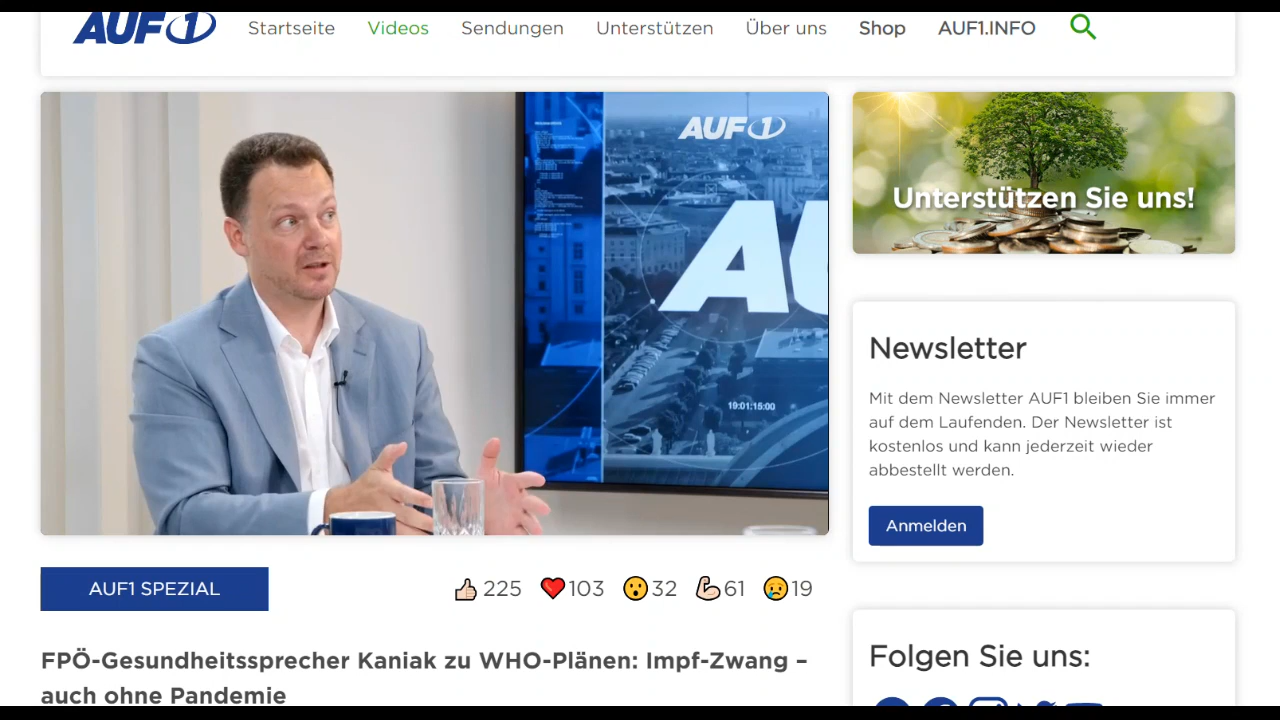 AUF1
Startseite
Videos
Sendungen
Unterstützen
Über uns
Shop
AUF1.INFO
AUF1
AU
19:01:15:00
Unterstützen Sie uns!
Newsletter
Mit dem Newsletter AUF1 bleiben Sie immer
auf dem Laufenden. Der Newsletter ist
kostenlos und kann jederzeit wieder
abbestellt werden.
Anmelden
AUF1 SPEZIAL
225
103
32
61
19
FPÖ-Gesundheitssprecher Kaniak zu WHO-Plänen: Impf-Zwang –
auch ohne Pandemie
Folgen Sie uns: